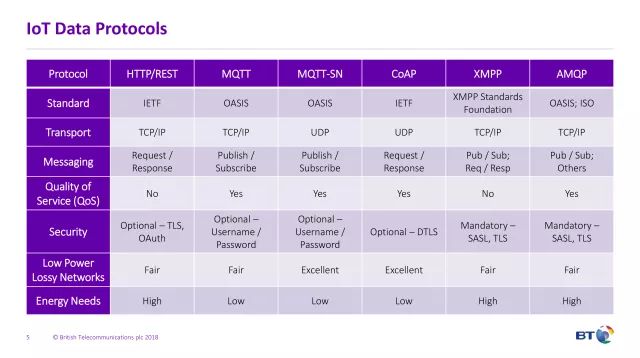 IoT Data Protocols
Protocol HTTP/REST MQTT MQTT-SN CoAP XMPP AMQP
Standard IETF OASIS OASIS IETF XMPP Standards Foundation OASIS; ISO
Transport TCP/IP TCP/IP UDP UDP TCP/IP TCP/IP
Messaging Request / Response Publish / Subscribe Publish / Subscribe Request / Response Pub / Sub; Req / Resp Pub / Sub; Others
Quality of Service (QoS) No Yes Yes Yes No Yes
Security Optional – TLS, OAuth Optional – Username / Password Optional – Username / Password Optional – DTLS Mandatory – SASL, TLS Mandatory – SASL, TLS
Low Power Lossy Networks Fair Fair Excellent Excellent Fair Fair
Energy Needs High Low Low Low High High
5 © British Telecommunications plc 2018
BT